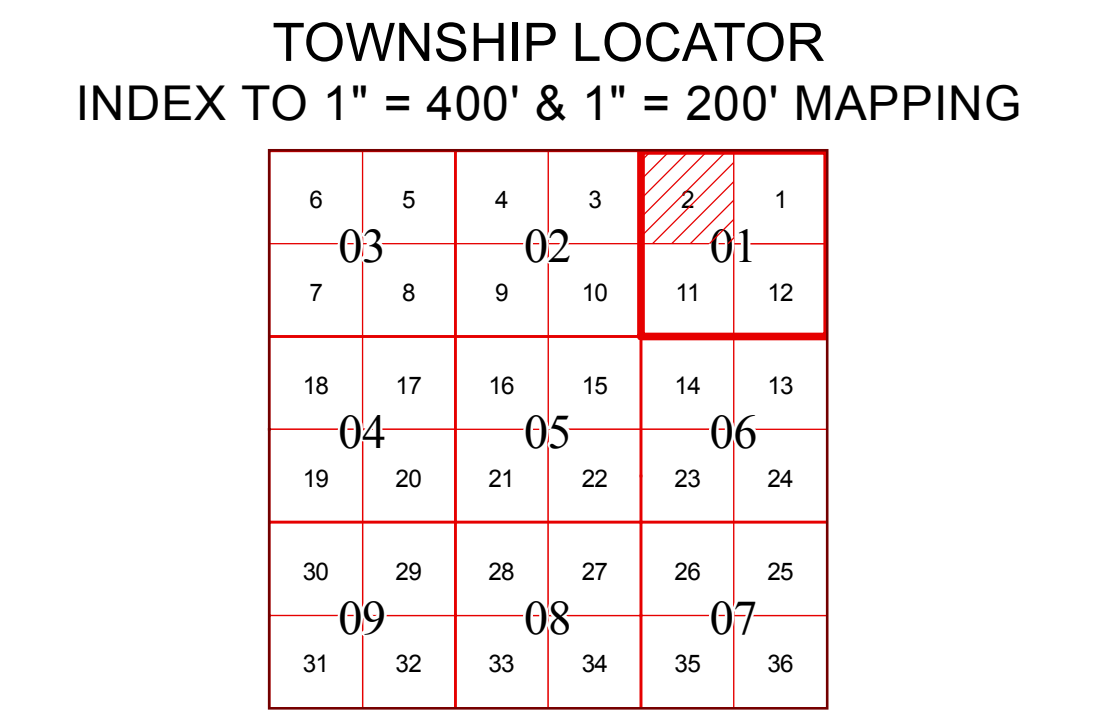 TOWNSHIP LOCATOR
INDEX TO 1" = 400' & 1" = 200' MAPPING
6 5 4 3 2 1
03 02 01
7 8 9 10 11 12
18 17 16 15 14 13
04 05 06
19 20 21 22 23 24
30 29 28 27 26 25
09 08 07
31 32 33 34 35 36